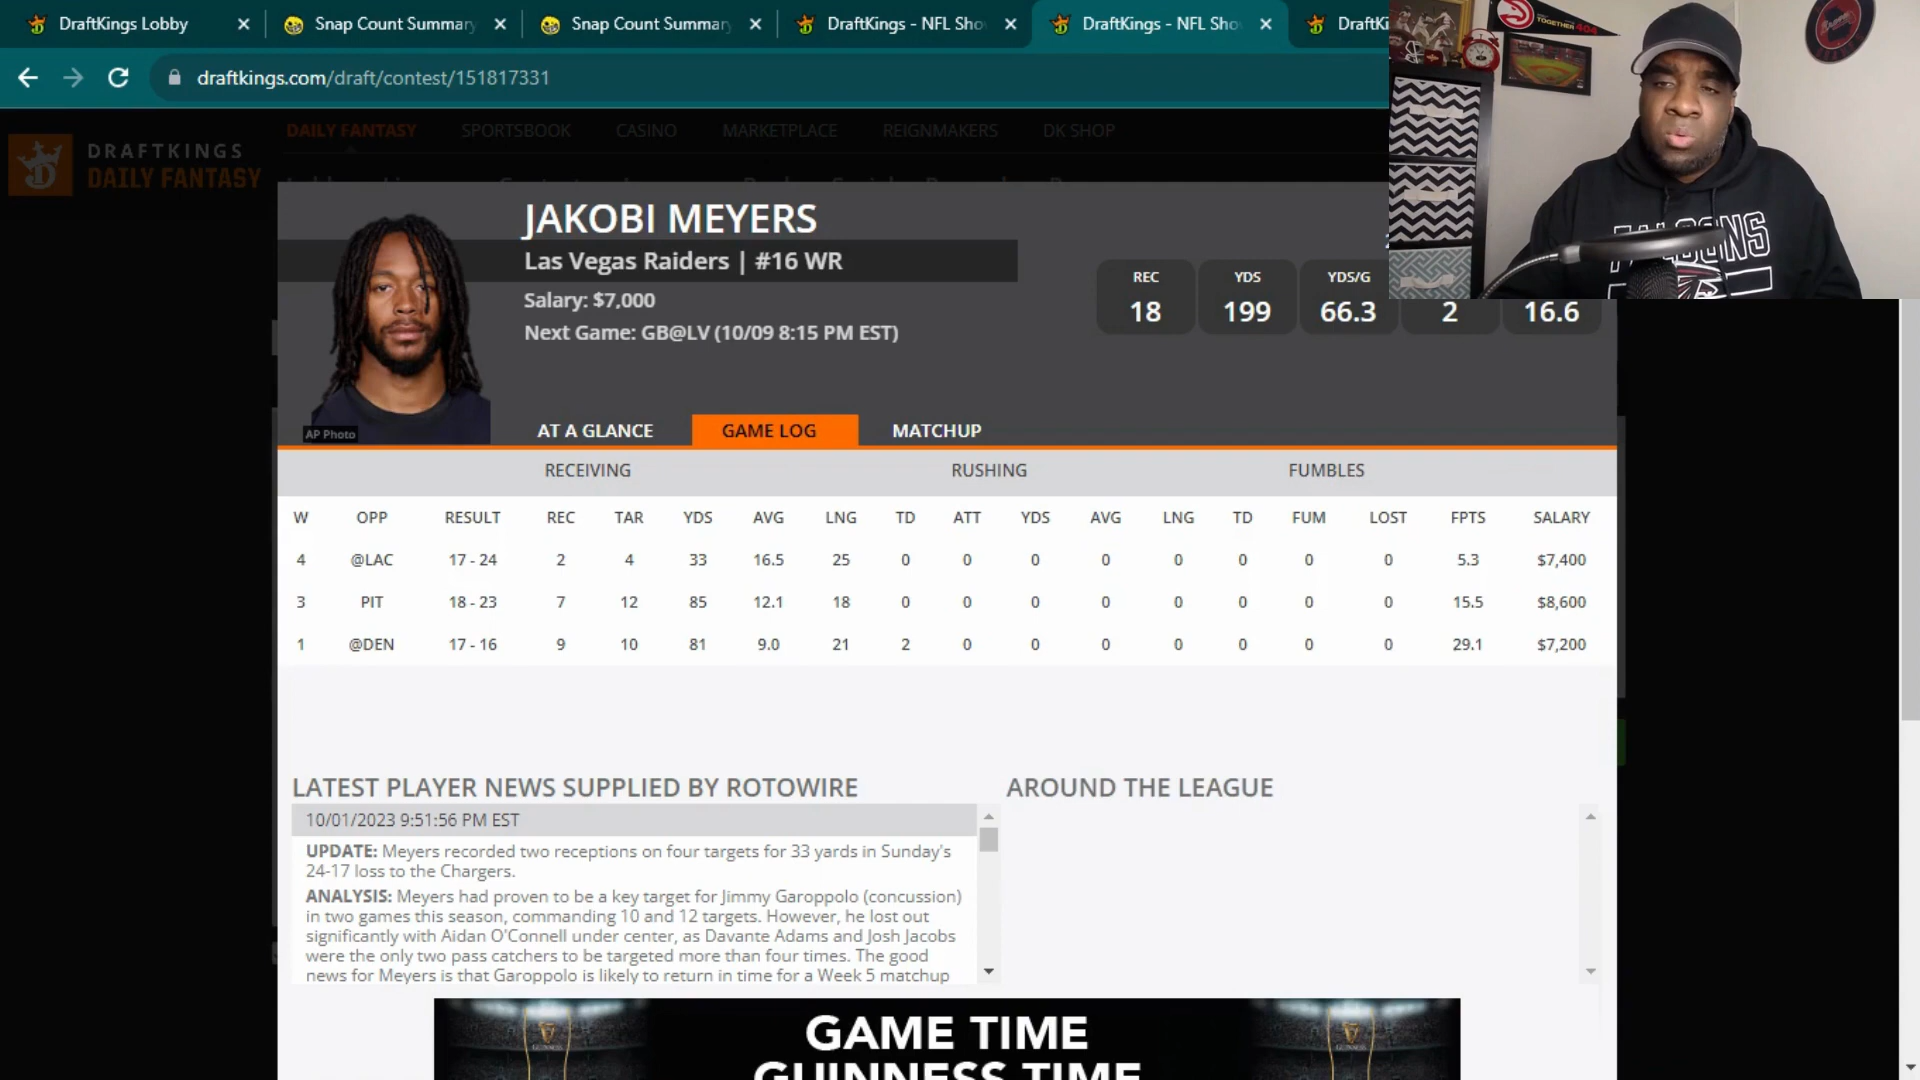 DraftKings Lobby
Snap Count Summary
Snap Count Summary
DraftKings - NFL Sho
DraftKings - NFL Sho
DraftKi
draftkings.com/draft/contest/151817331
TOGETHER 404
FALCONS
DRAFTKINGS
DAILY FANTASY
DAILY FANTASY SPORTSBOOK CASINO MARKETPLACE REIGNMAKERS DK SHOP
JAKOBI MEYERS
Las Vegas Raiders | #16 WR
Salary: $7,000
Next Game: GB@LV (10/09 8:15 PM EST)
REC YDS YDS/G
18 199 66.3 2 16.6
AP Photo
AT A GLANCE GAME LOG MATCHUP
RECEIVING RUSHING FUMBLES
W OPP RESULT REC TAR YDS AVG LNG TD ATT YDS AVG LNG TD FUM LOST FPTS SALARY
4 @LAC 17 - 24 2 4 33 16.5 25 0 0 0 0 0 0 0 0 5.3 $7,400
3 PIT 18 - 23 7 12 85 12.1 18 0 0 0 0 0 0 0 0 15.5 $8,600
1 @DEN 17 - 16 9 10 81 9.0 21 2 0 0 0 0 0 0 0 29.1 $7,200
LATEST PLAYER NEWS SUPPLIED BY ROTOWIRE
10/01/2023 9:51:56 PM EST
UPDATE: Meyers recorded two receptions on four targets for 33 yards in Sunday's
24-17 loss to the Chargers.
ANALYSIS: Meyers had proven to be a key target for Jimmy Garoppolo (concussion)
in two games this season, commanding 10 and 12 targets. However, he lost out
significantly with Aidan O'Connell under center, as Davante Adams and Josh Jacobs
were the only two pass catchers to be targeted more than four times. The good
news for Meyers is that Garoppolo is likely to return in time for a Week 5 matchup
AROUND THE LEAGUE
GAME TIME
GUINNESS TIME